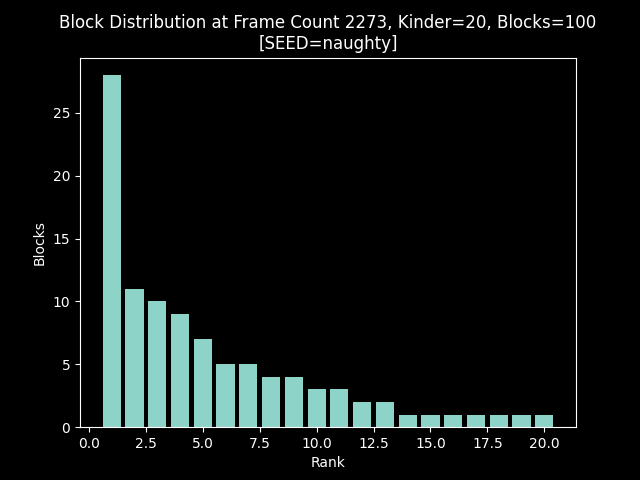 Block Distribution at Frame Count 2273, Kinder=20, Blocks=100
[SEED=naughty]
25
20
15
10
5
0
Blocks
0.0 2.5 5.0 7.5 10.0 12.5 15.0 17.5 20.0
Rank